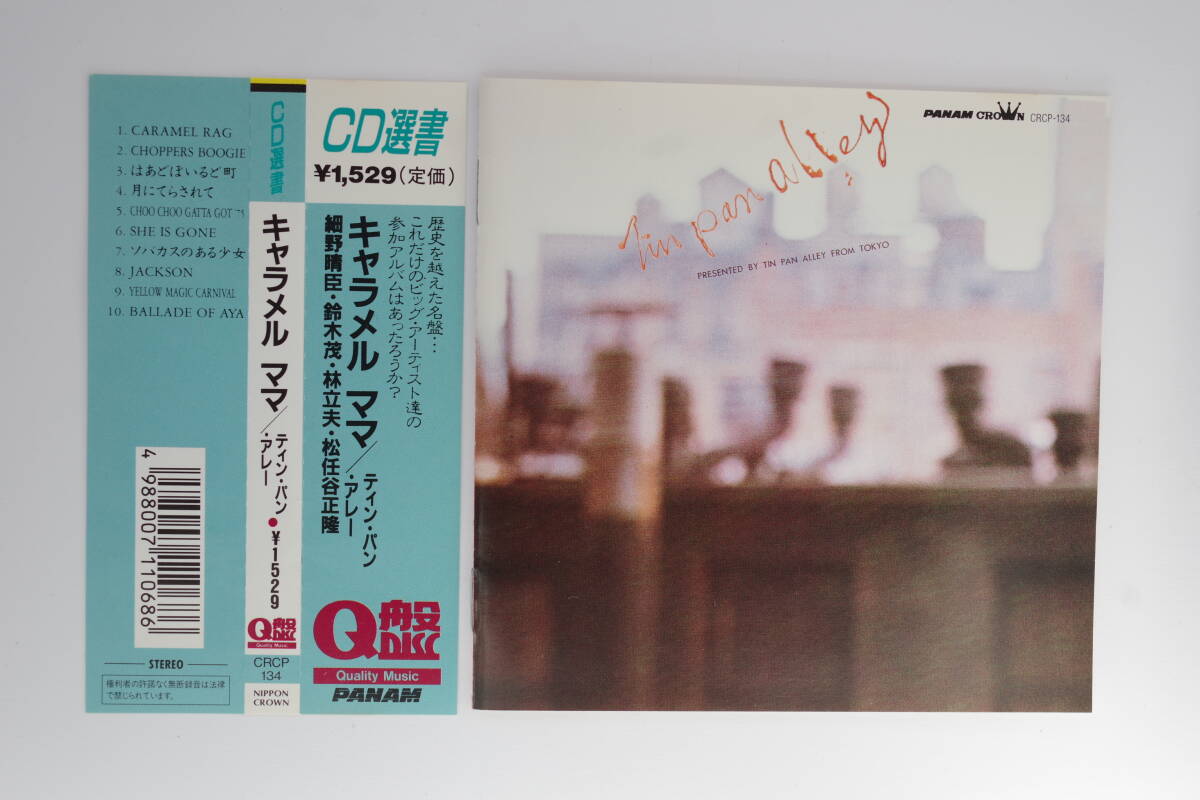 1. CARAMEL RAG
2. CHOPPERS BOOGIE
3. はあどぼいるど町
4. 月にてらされて
5. CHOO CHOO GATTA GOT '75
6. SHE IS GONE
7. ソバカスのある少女
8. JACKSON
9. YELLOW MAGIC CARNIVAL
10. BALLADE OF AYA
4 988007 110686
STEREO
権利者の許諾なく無断録音は法律
で禁じられています。
CD選書
キャラメル ママ/ティン・パン・アレー
●¥1529
Q盤
DISC
Quality Music
CRCP
134
NIPPON
CROWN
CD選書
¥1,529(定価)
歴史を越えた名盤…
これだけのビッグ・アーティスト達の
参加アルバムはあったろうか?
キャラメル ママ/ティン・パン・アレー
細野晴臣・鈴木茂・林立夫・松任谷正隆
Q盤
DISC
Quality Music
PANAM
PANAM CROWN CRCP-134
Tin pan alley
PRESENTED BY TIN PAN ALLEY FROM TOKYO